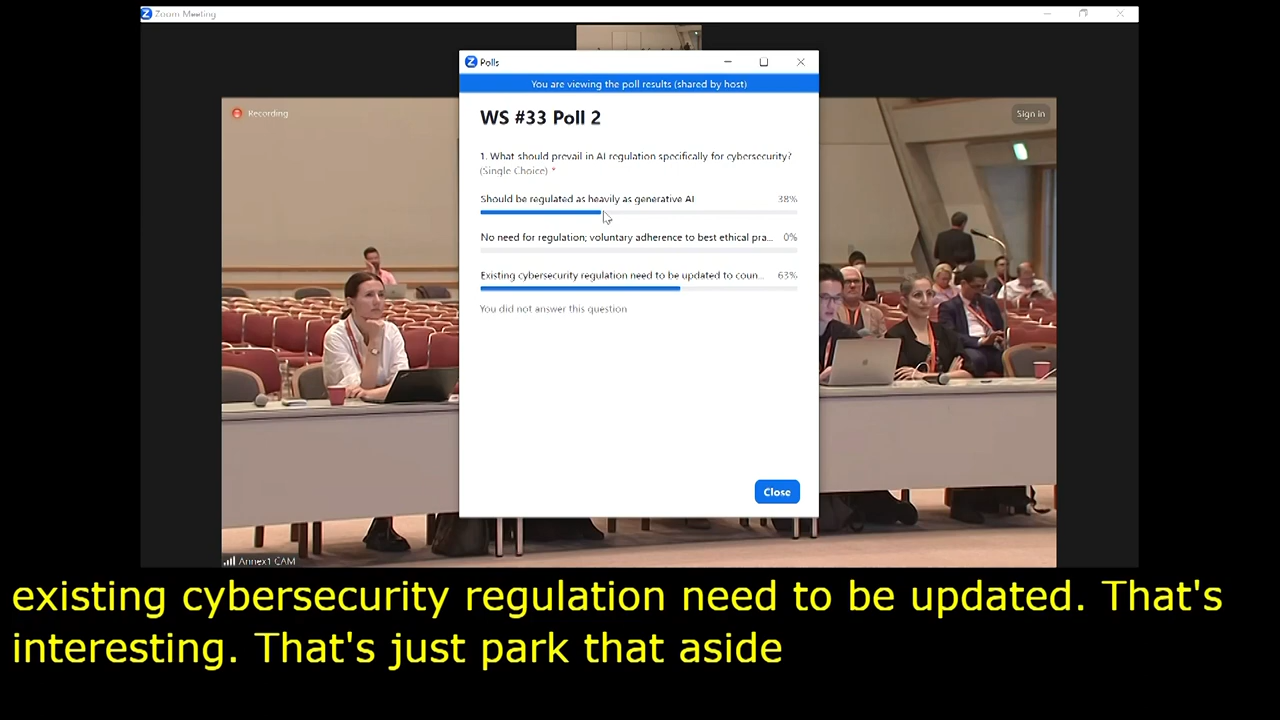 Zoom Meeting
Polls
You are viewing the poll results (shared by host)
Recording
Sign in
WS #33 Poll 2
1. What should prevail in AI regulation specifically for cybersecurity?
(Single Choice) *
Should be regulated as heavily as generative AI 38%
No need for regulation; voluntary adherence to best ethical pra... 0%
Existing cybersecurity regulation need to be updated to coun... 63%
You did not answer this question
Close
Annex1 CAM
existing cybersecurity regulation need to be updated. That's
interesting. That's just park that aside